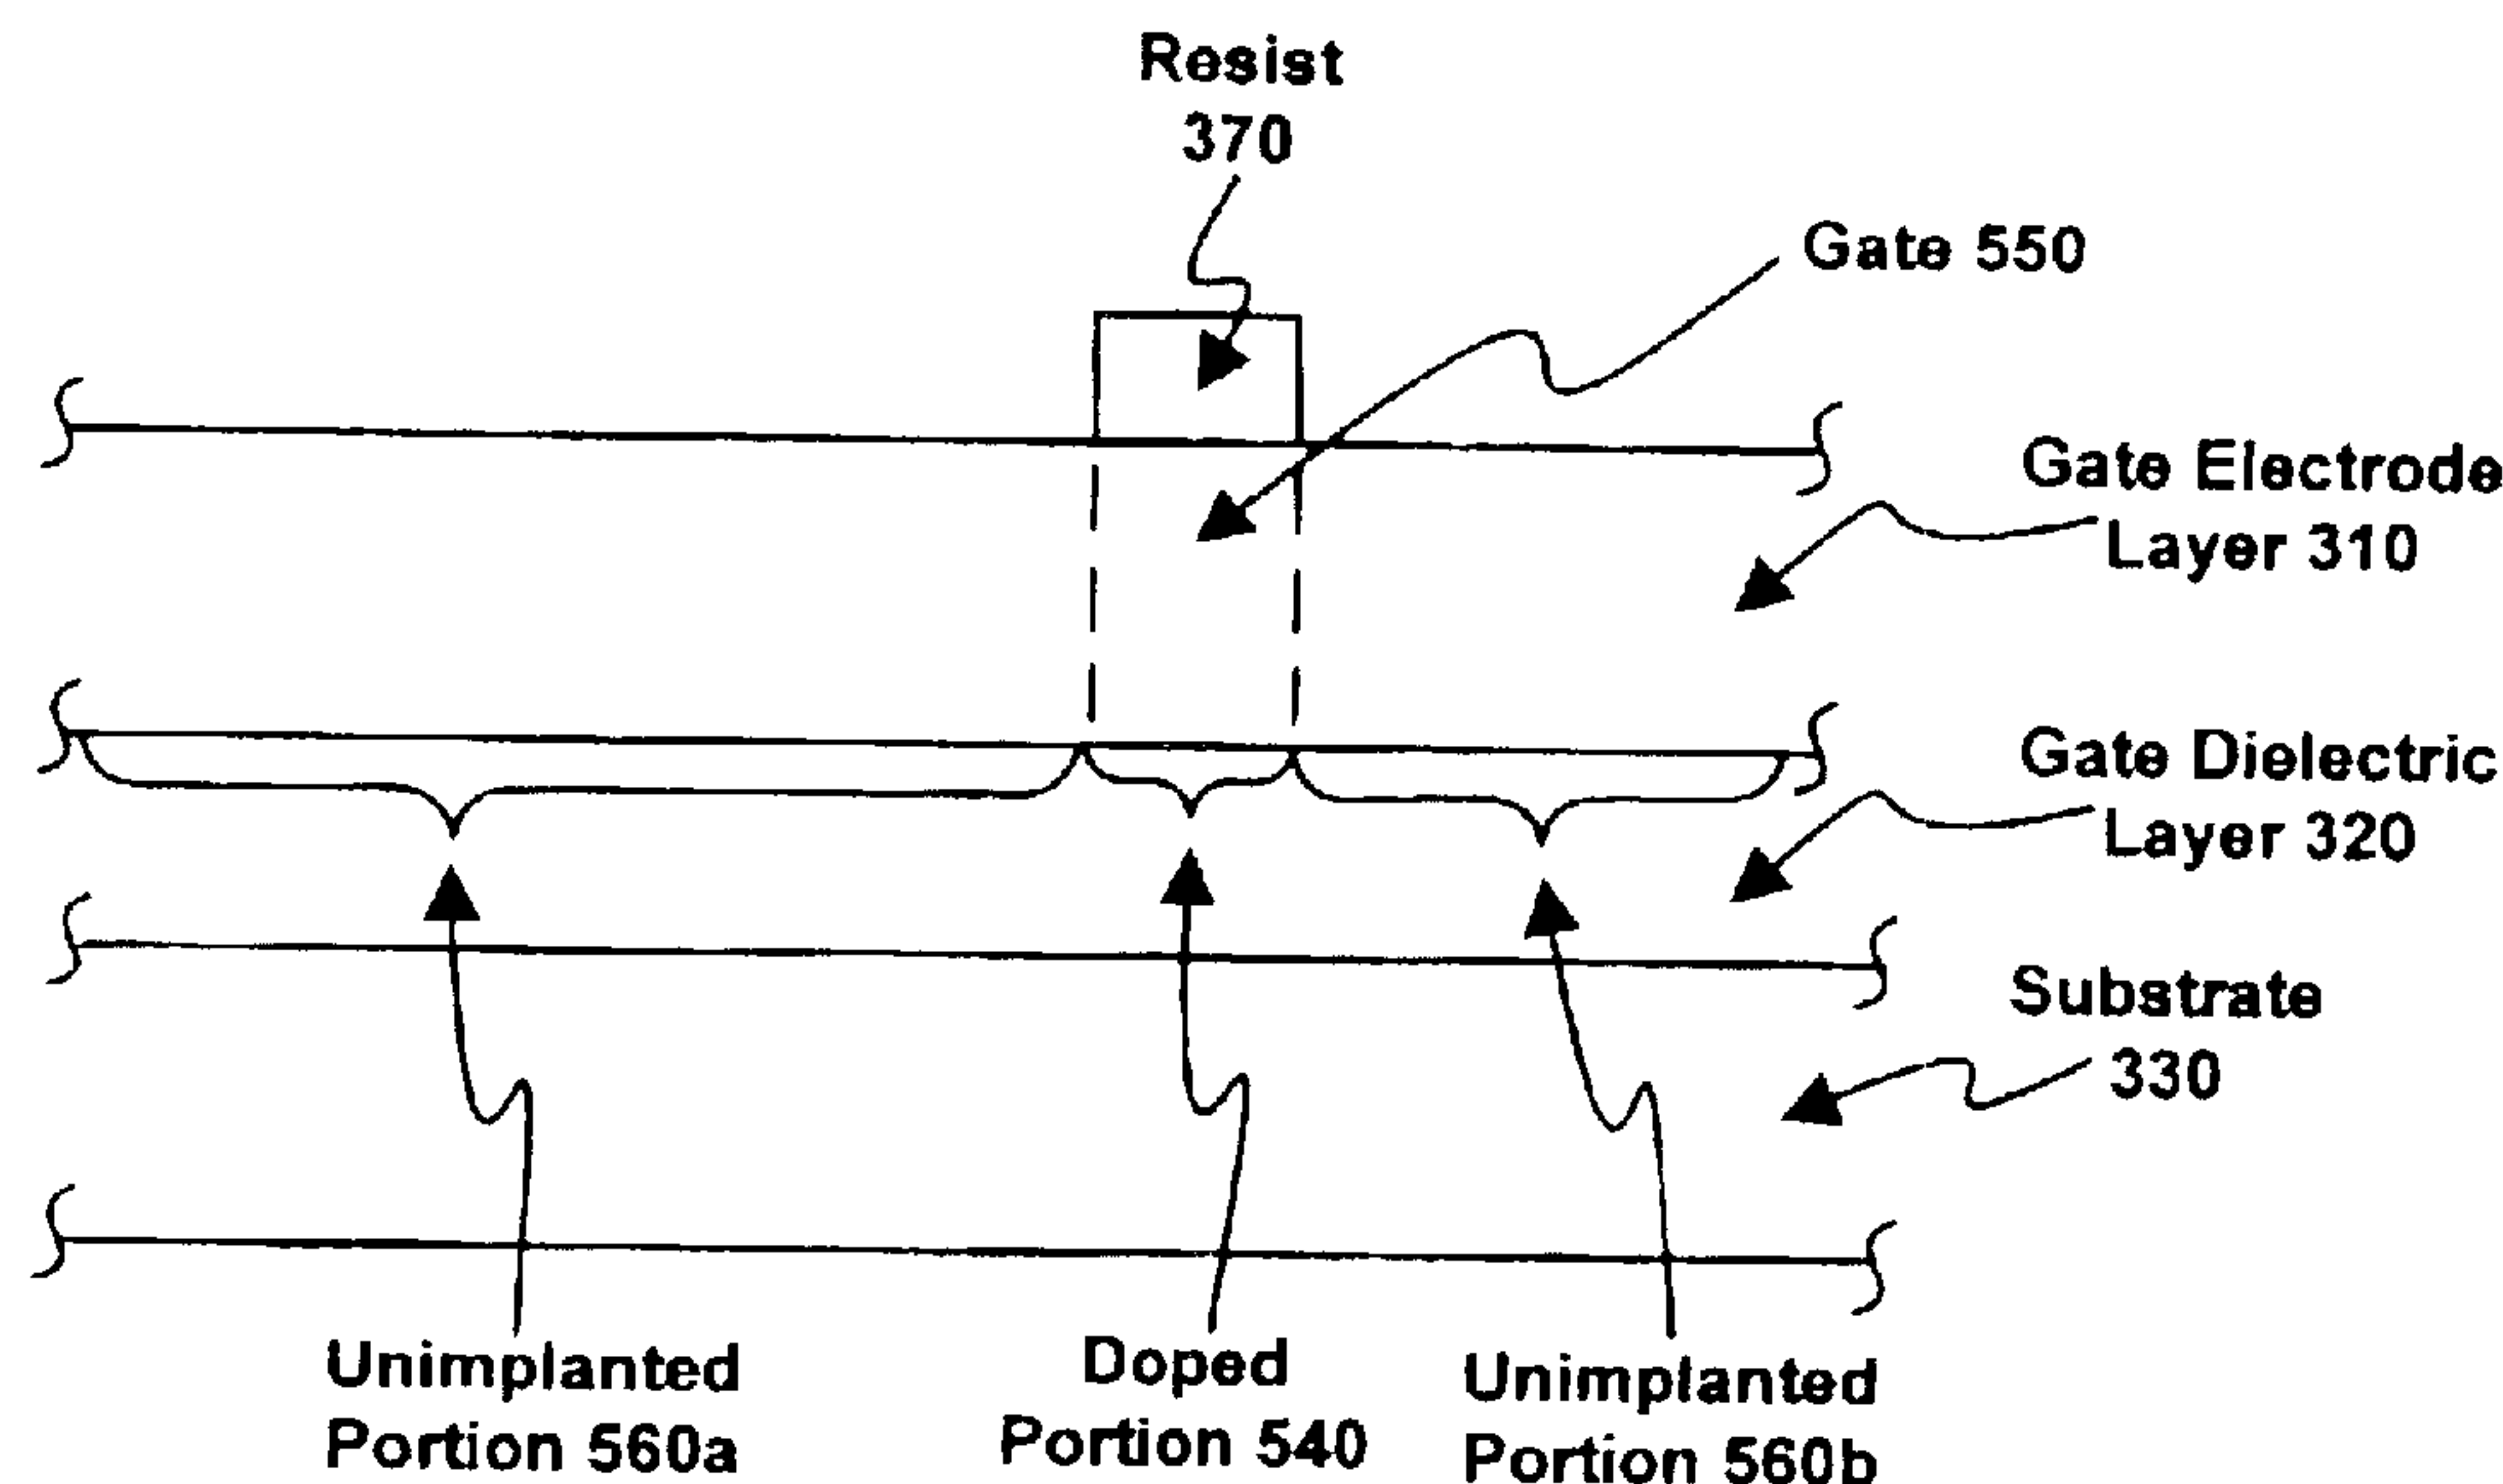 Resist
370
Gate 550
Gate Electrode
Layer 310
Gate Dielectric
Layer 320
Substrate
330
Unimplanted
Portion 560a
Doped
Portion 540
Unimplanted
Portion 560b